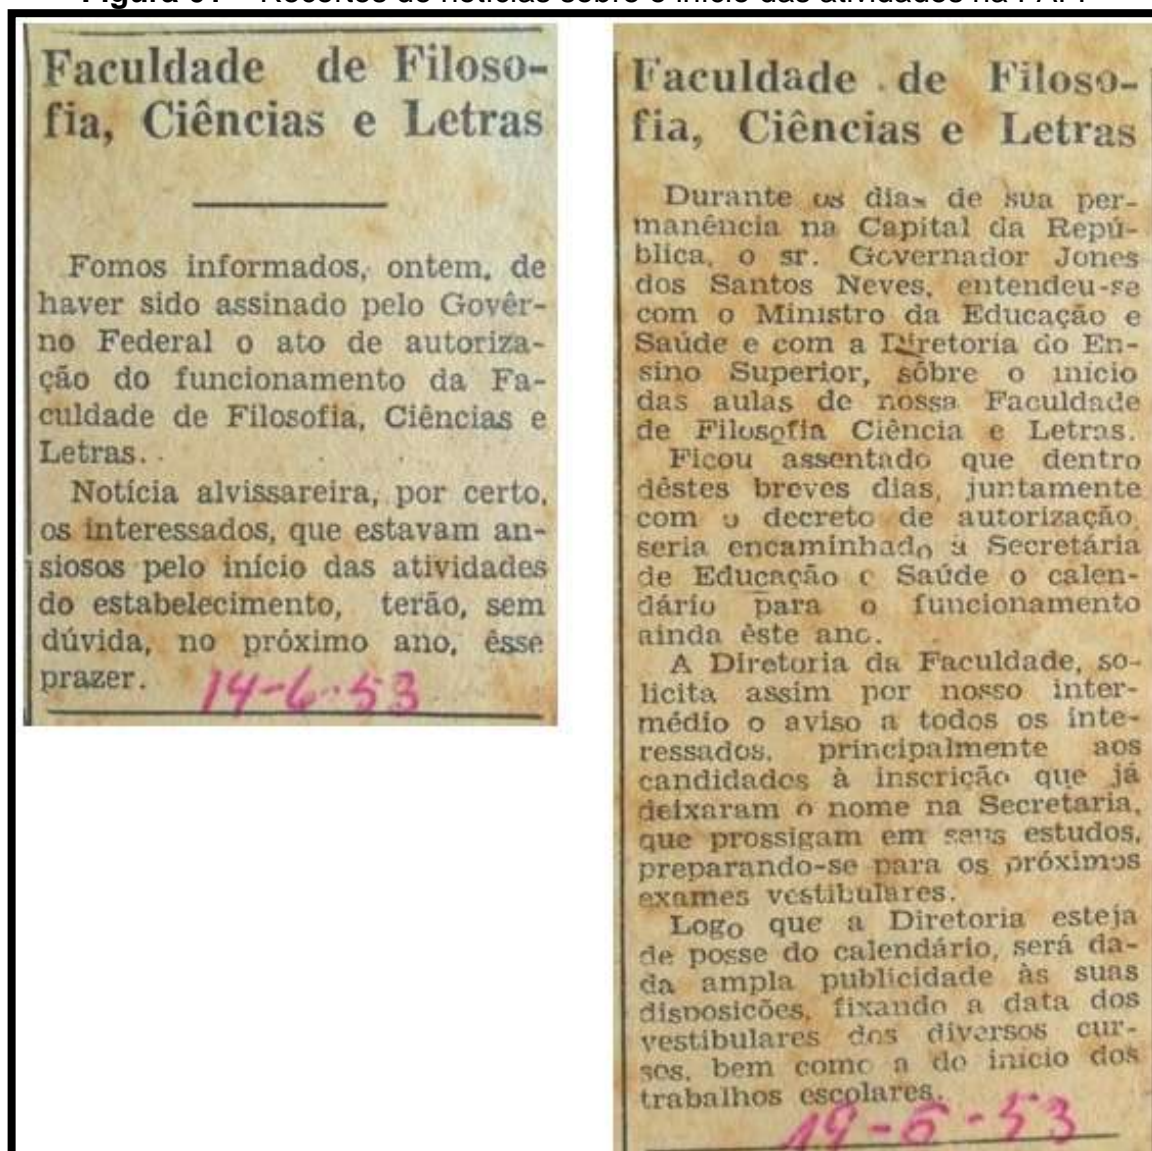 Faculdade de Filoso-
fia, Ciências e Letras
Fomos informados, ontem, de
haver sido assinado pelo Govêr-
no Federal o ato de autoriza-
ção do funcionamento da Fa-
culdade de Filosofia, Ciências e
Letras.
Notícia alvissareira, por certo,
os interessados, que estavam an-
siosos pelo início das atividades
do estabelecimento, terão, sem
dúvida, no próximo ano, êsse
prazer.
14-6-53
Faculdade de Filoso-
fia, Ciências e Letras
Durante os dias de sua per-
manência na Capital da Repú-
blica, o sr. Governador Jones
dos Santos Neves, entendeu-se
com o Ministro da Educação e
Saúde e com a Diretoria do En-
sino Superior, sôbre o início
das aulas de nossa Faculdade
de Filosofia Ciência e Letras.
Ficou assentado que dentro
dêstes breves dias, juntamente
com o decreto de autorização,
seria encaminhado à Secretária
de Educação e Saúde o calen-
dário para o funcionamento
ainda êste ano.
A Diretoria da Faculdade, so-
licita assim por nosso inter-
médio o aviso a todos os inte-
ressados, principalmente aos
candidados à inscrição que já
deixaram o nome na Secretaria,
que prossigam em seus estudos,
preparando-se para os próximos
exames vestibulares.
Logo que a Diretoria esteja
de posse do calendário, será da-
da ampla publicidade às suas
disposicões, fixando a data dos
vestibulares dos diversos cur-
sos, bem como a do início dos
trabalhos escolares.
19-6-53